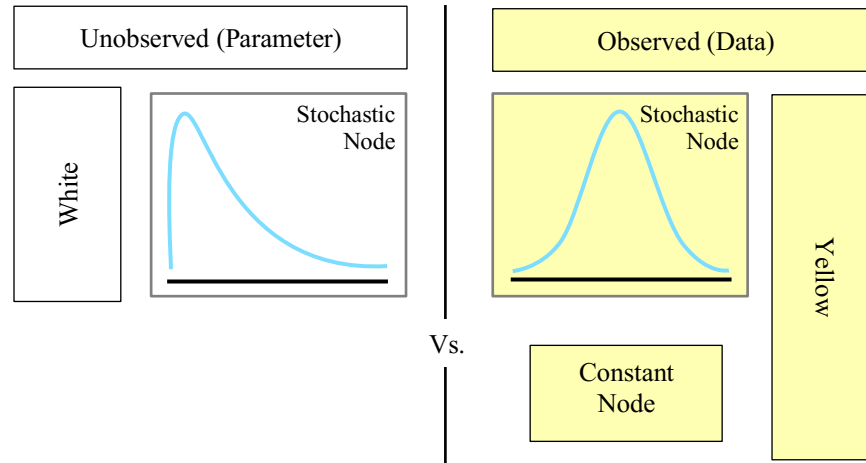 Unobserved (Parameter)
Observed (Data)
White
Stochastic
Node
Stochastic
Node
Yellow
Vs.
Constant
Node